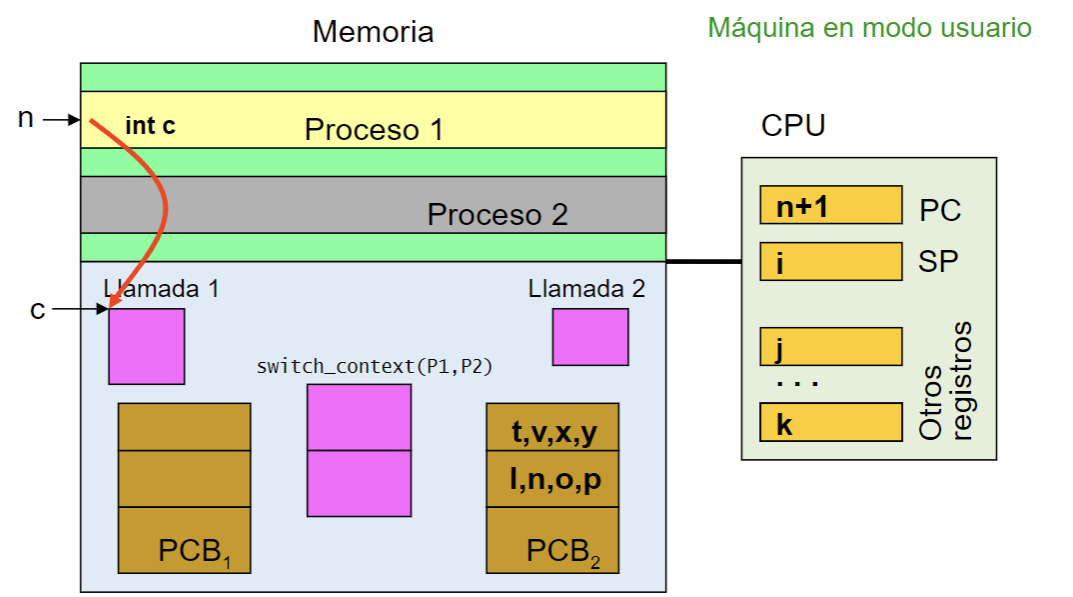 Memoria
Máquina en modo usuario
n
int c
Proceso 1
CPU
n+1
PC
Proceso 2
i
SP
Llamada 1
Llamada 2
c
j
switch_context(P1,P2)
. . .
Otros
registros
k
t,v,x,y
l,n,o,p
PCB1
PCB2